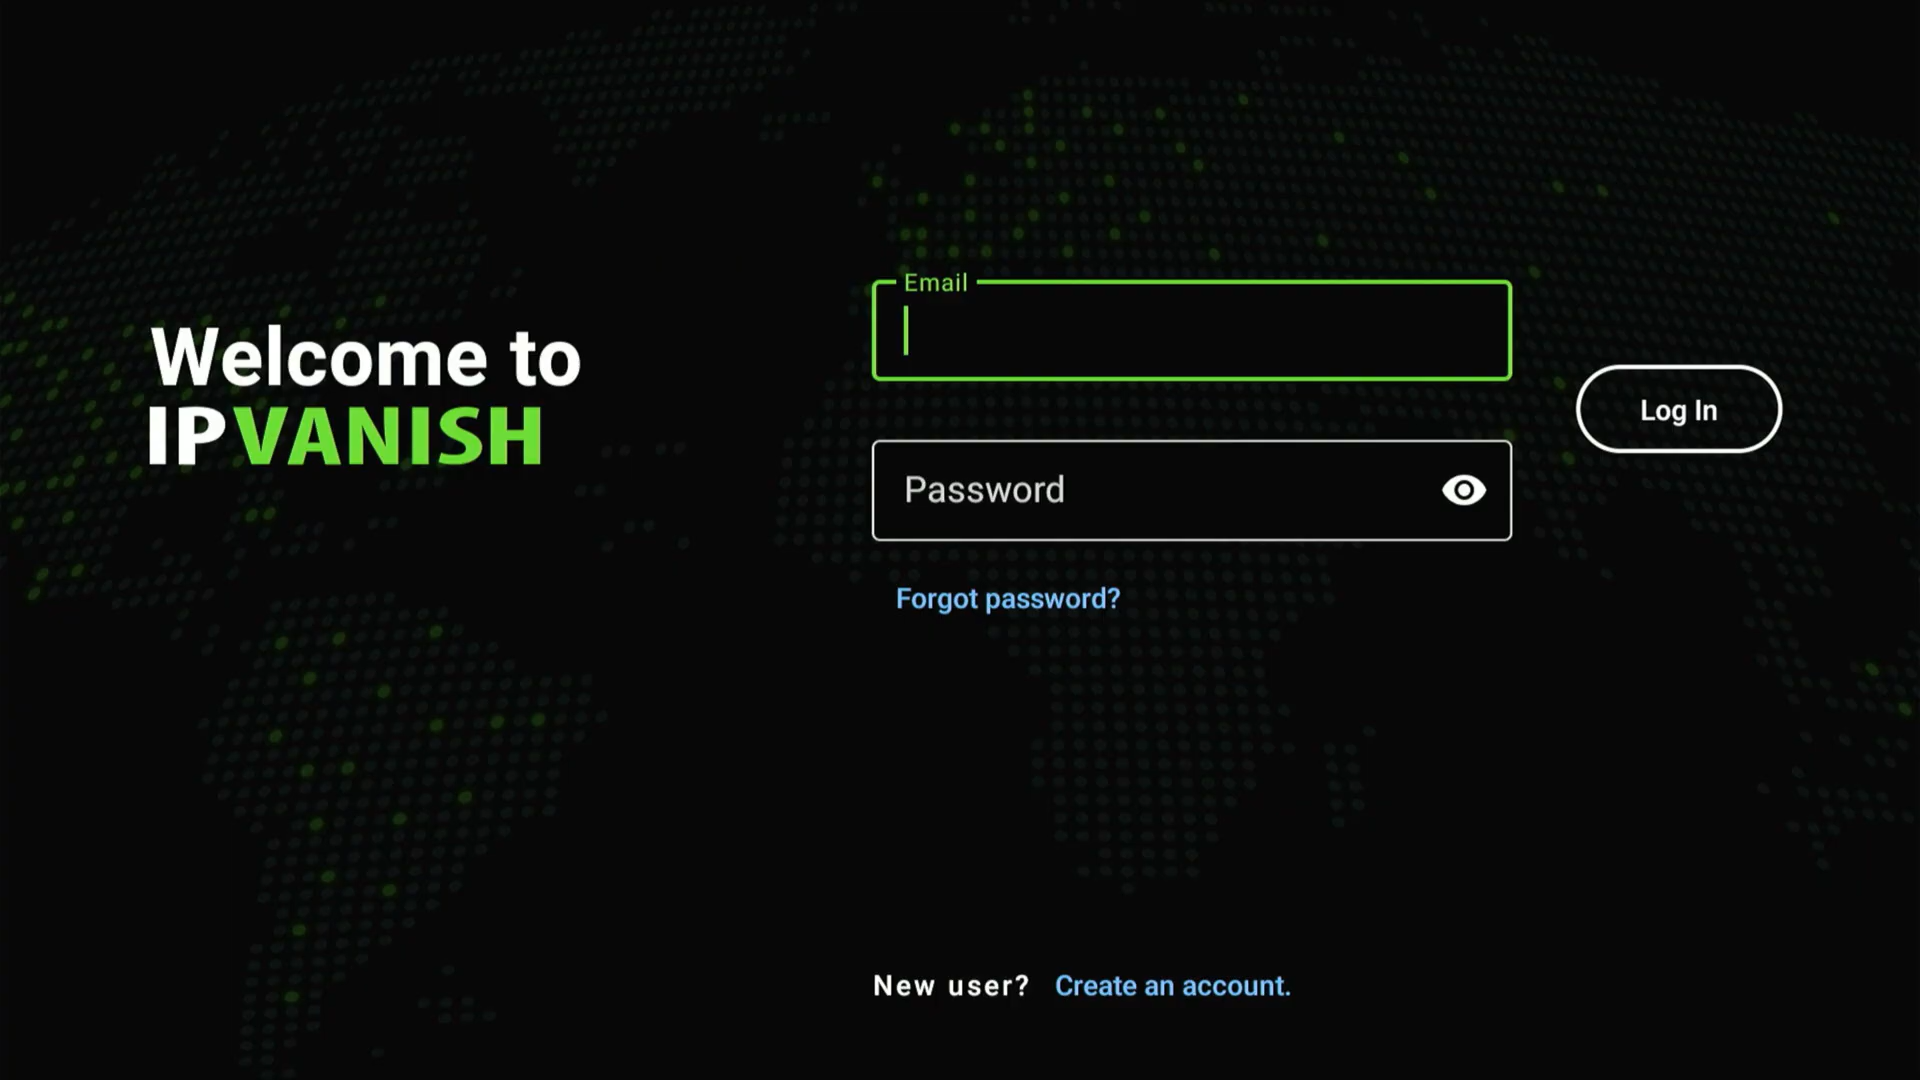 Welcome to
IPVANISH
Email
Password
Log In
Forgot password?
New user? Create an account.